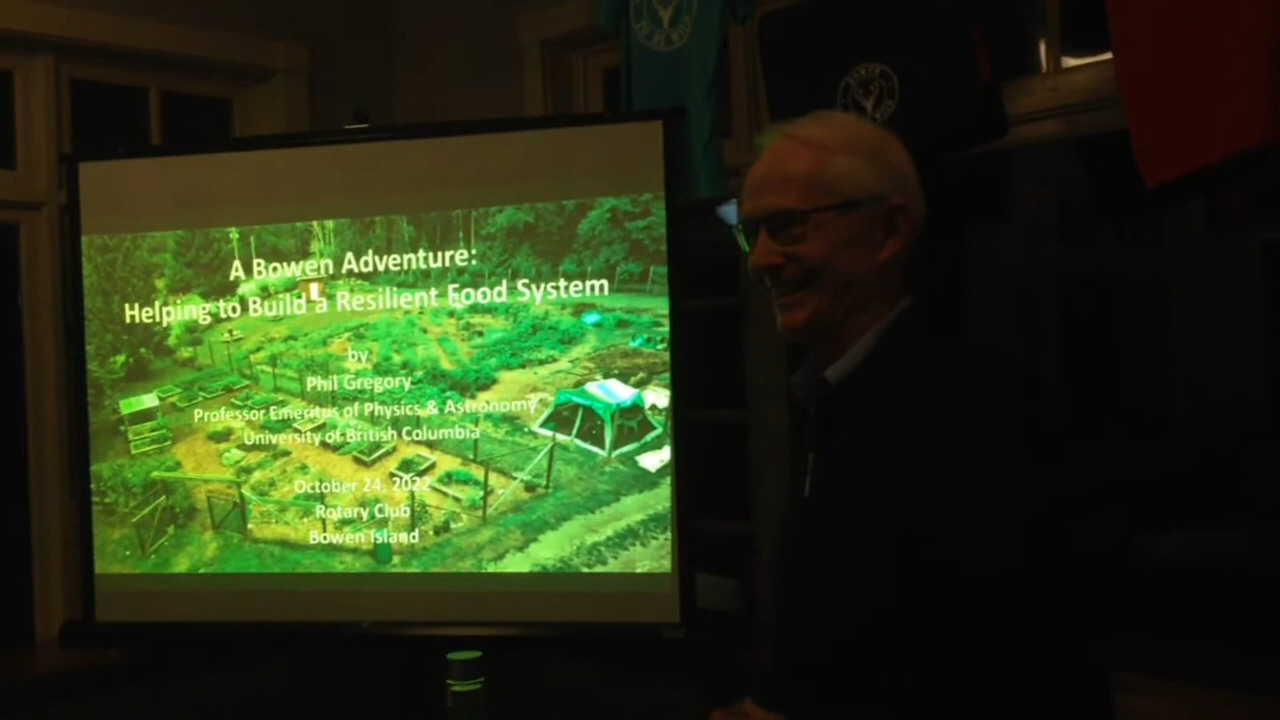 A Bowen Adventure:
Helping to Build a Resilient Food System
by
Phil Gregory
Professor Emeritus of Physics & Astronomy
University of British Columbia
October 24, 2022
Rotary Club
Bowen Island